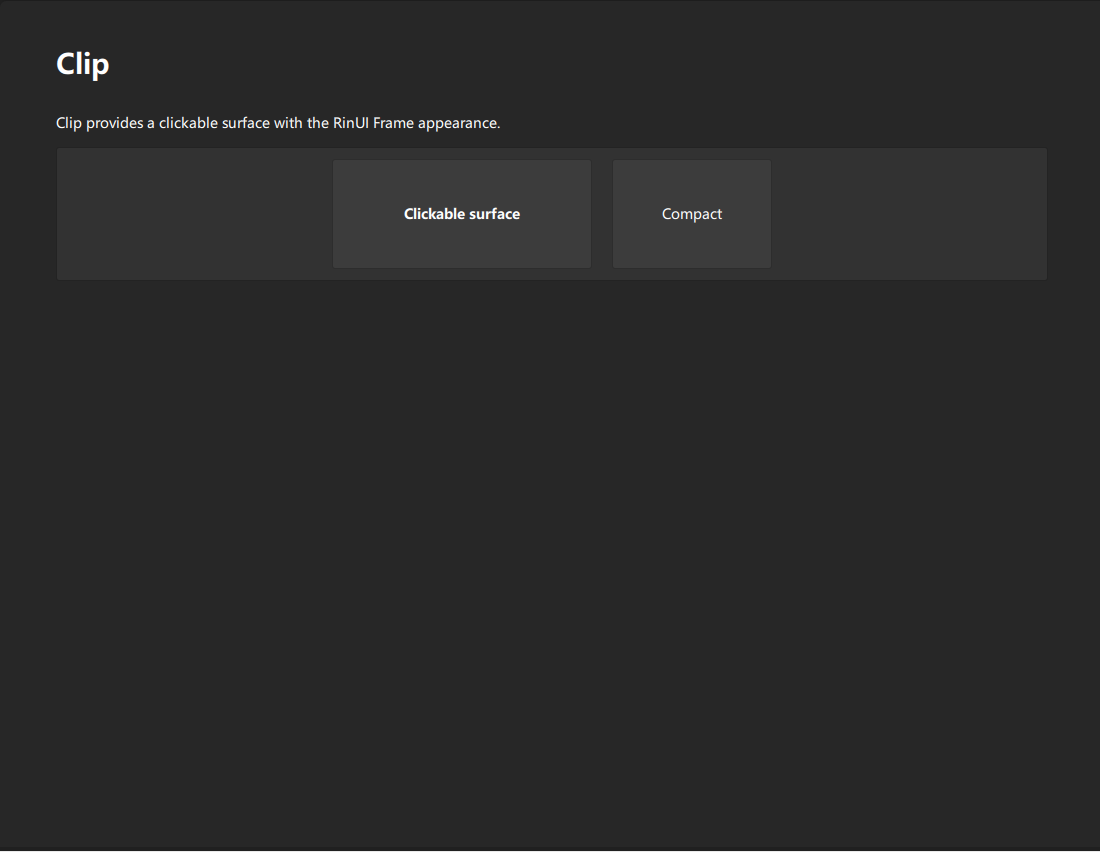 Clip
Clip provides a clickable surface with the RinUI Frame appearance.
Clickable surface
Compact